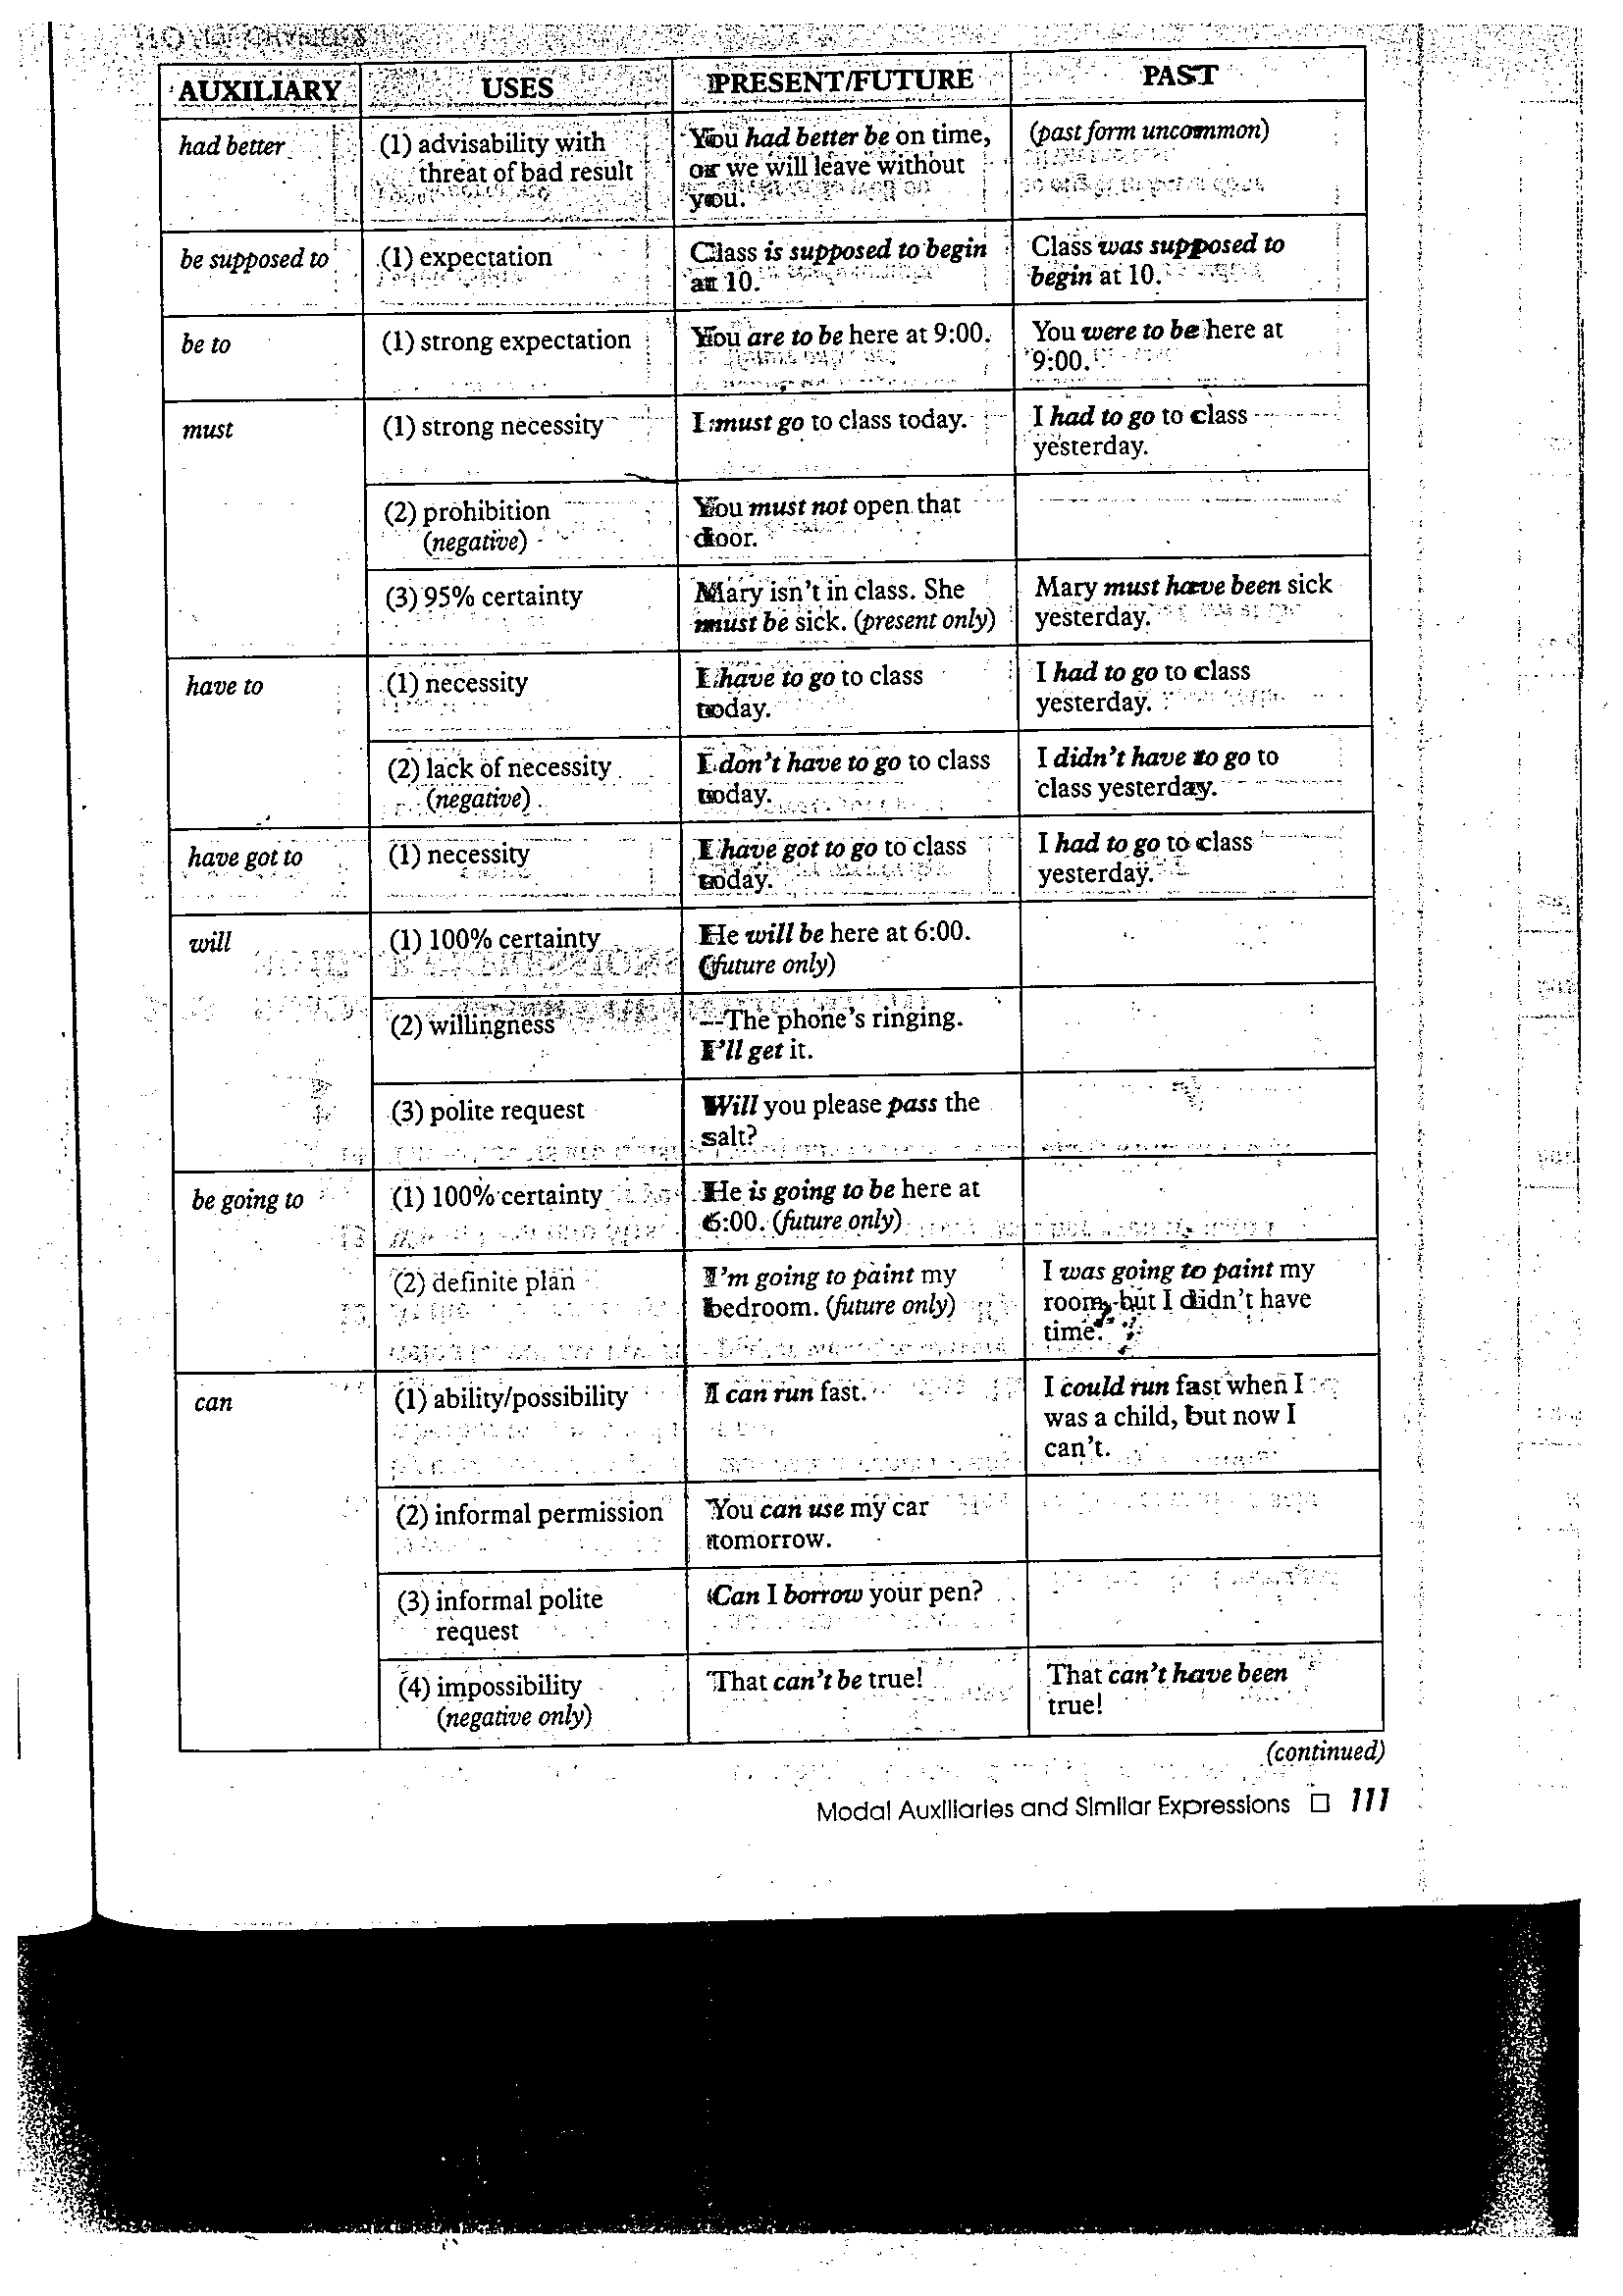 AUXILIARY USES PRESENT/FUTURE PAST
had better (1) advisability with You had better be on time, (past form uncommon)
threat of bad result or we will leave without
you.
be supposed to (1) expectation Class is supposed to begin Class was supposed to
at 10. begin at 10.
be to (1) strong expectation You are to be here at 9:00. You were to be here at
9:00.
must (1) strong necessity I must go to class today. I had to go to class
yesterday.
(2) prohibition You must not open that
(negative) door.
(3) 95% certainty Mary isn't in class. She Mary must have been sick
must be sick. (present only) yesterday.
have to (1) necessity I have to go to class I had to go to class
today. yesterday.
(2) lack of necessity I don't have to go to class I didn't have to go to
(negative) today. class yesterday.
have got to (1) necessity I have got to go to class I had to go to class
today. yesterday.
will (1) 100% certainty He will be here at 6:00.
(future only)
(2) willingness —The phone's ringing.
I'll get it.
(3) polite request Will you please pass the
salt?
be going to (1) 100% certainty He is going to be here at
6:00. (future only)
(2) definite plan I'm going to paint my I was going to paint my
bedroom. (future only) room, but I didn't have
time.
can (1) ability/possibility I can run fast. I could run fast when I
was a child, but now I
can't.
(2) informal permission You can use my car
tomorrow.
(3) informal polite Can I borrow your pen?
request
(4) impossibility That can't be true! That can't have been
(negative only) true!
(continued)
Modal Auxiliaries and Similar Expressions □ 111